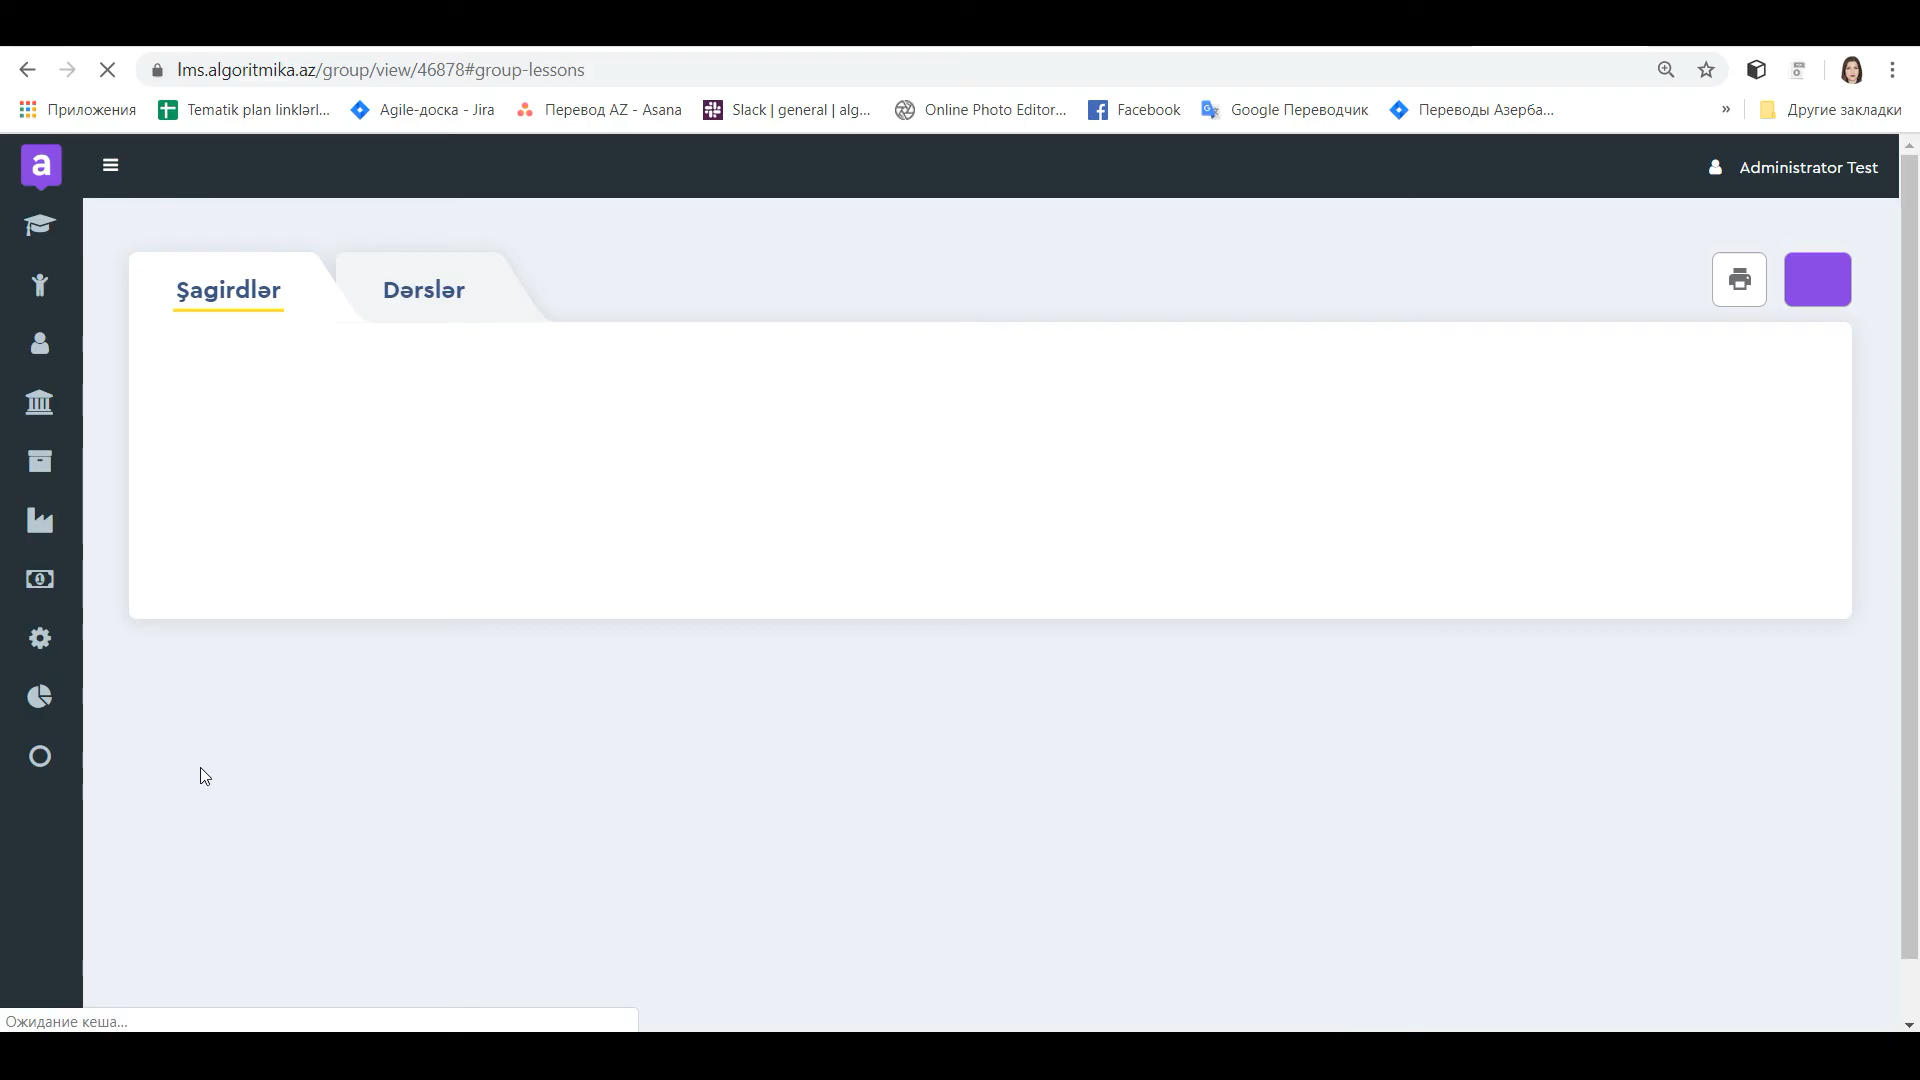 lms.algoritmika.az/group/view/46878#group-lessons
Приложения Tematik plan linkləri... Agile-доска - Jira Перевод AZ - Asana Slack | general | alg... Online Photo Editor... Facebook Google Переводчик Переводы Азерба... » Другие закладки
a Administrator Test
Şagirdlər Dərslər
Ожидание кеша...